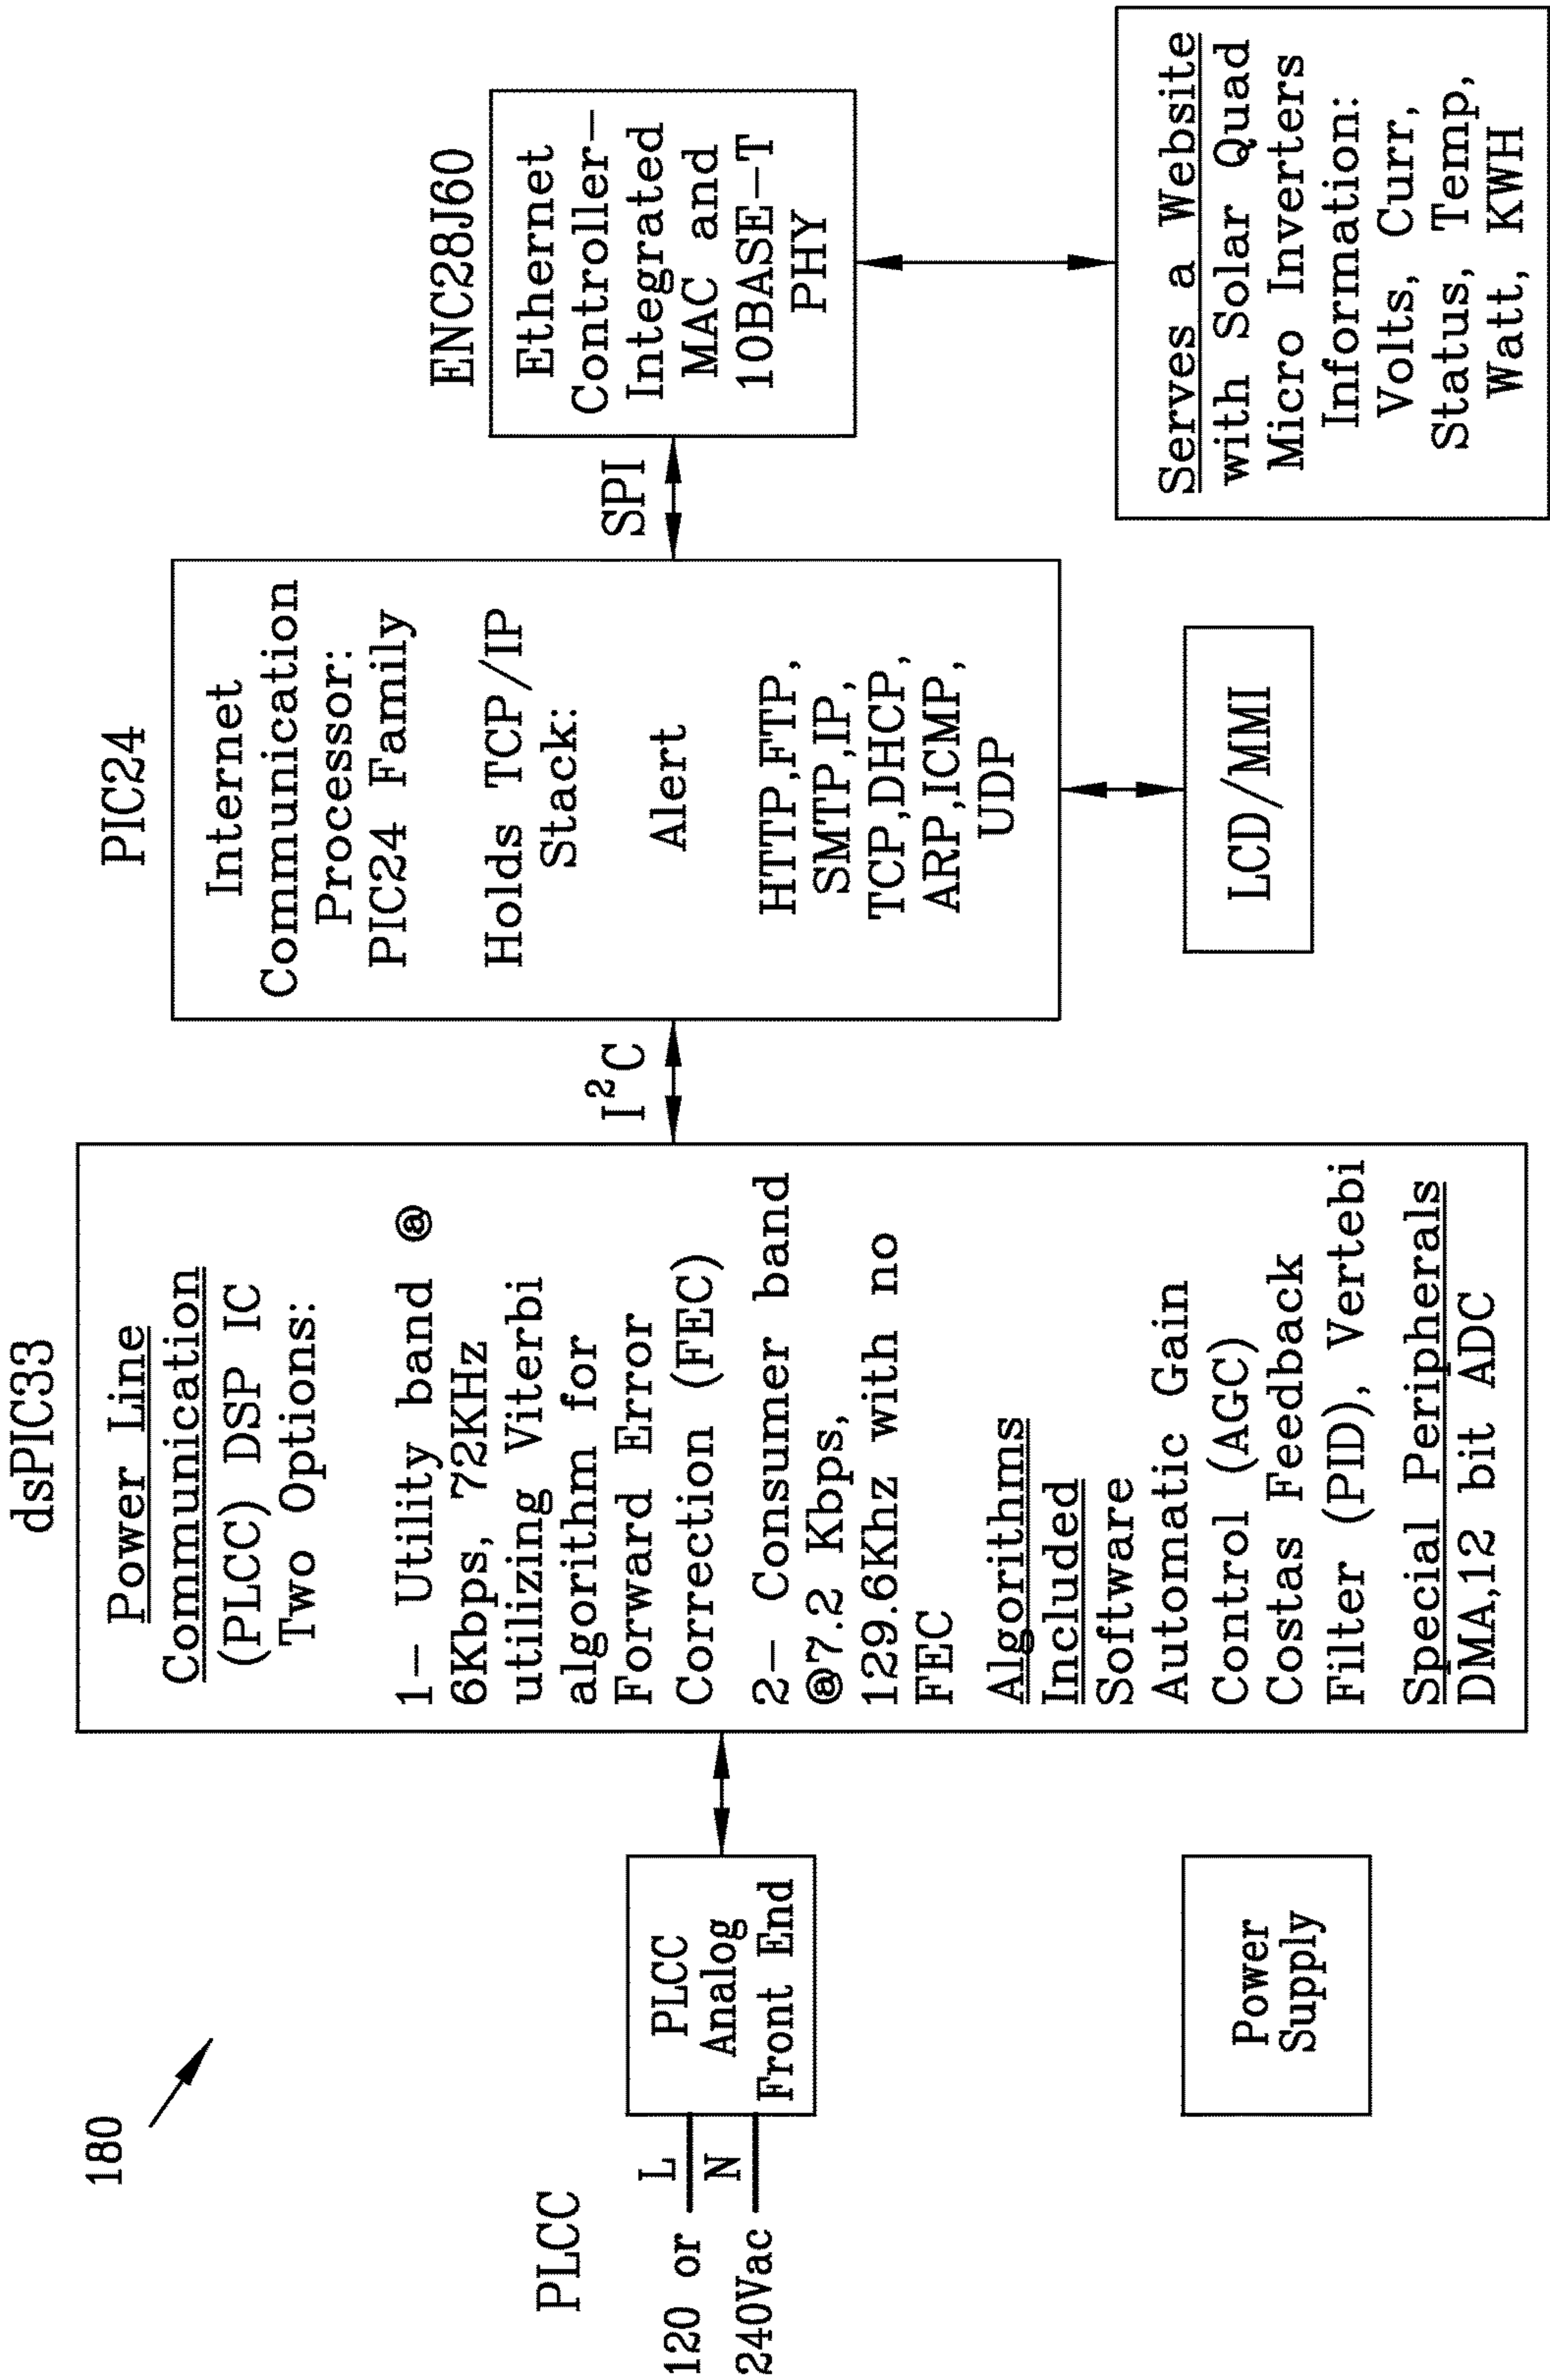 180
PLCC
120 or
L
N
240Vac
PLCC
Analog
Front End
Power
Supply
dsPIC33
Power Line
Communication
(PLCC) DSP IC
Two Options:
1- Utility band @
6Kbps, 72KHz
utilizing Viterbi
algorithm for
Forward Error
Correction (FEC)
2- Consumer band
@7.2 Kbps,
129.6Khz with no
FEC
Algorithms
Included
Software
Automatic Gain
Control (AGC)
Costas Feedback
Filter (PID), Vertebi
Special Peripherals
DMA,12 bit ADC
I²C
PIC24
Internet
Communication
Processor:
PIC24 Family
Holds TCP/IP
Stack:
Alert
HTTP,FTP,
SMTP,IP,
TCP,DHCP,
ARP,ICMP,
UDP
LCD/MMI
SPI
ENC28J60
Ethernet
Controller-
Integrated
MAC and
10BASE-T
PHY
Serves a Website
with Solar Quad
Micro Inverters
Information:
Volts, Curr,
Status, Temp,
Watt, KWH